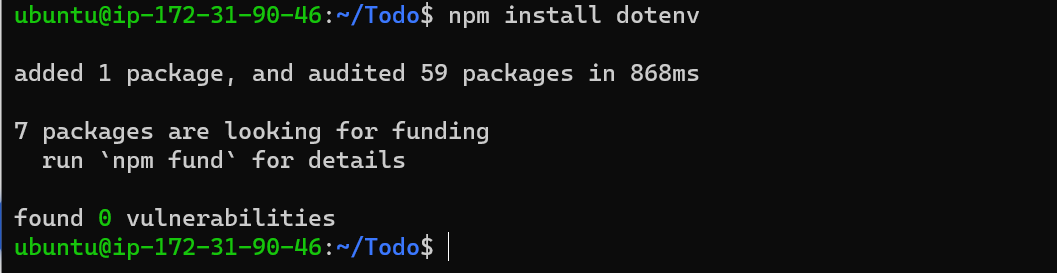 ubuntu@ip-172-31-90-46:~/Todo$ npm install dotenv
added 1 package, and audited 59 packages in 868ms
7 packages are looking for funding
  run `npm fund` for details
found 0 vulnerabilities
ubuntu@ip-172-31-90-46:~/Todo$